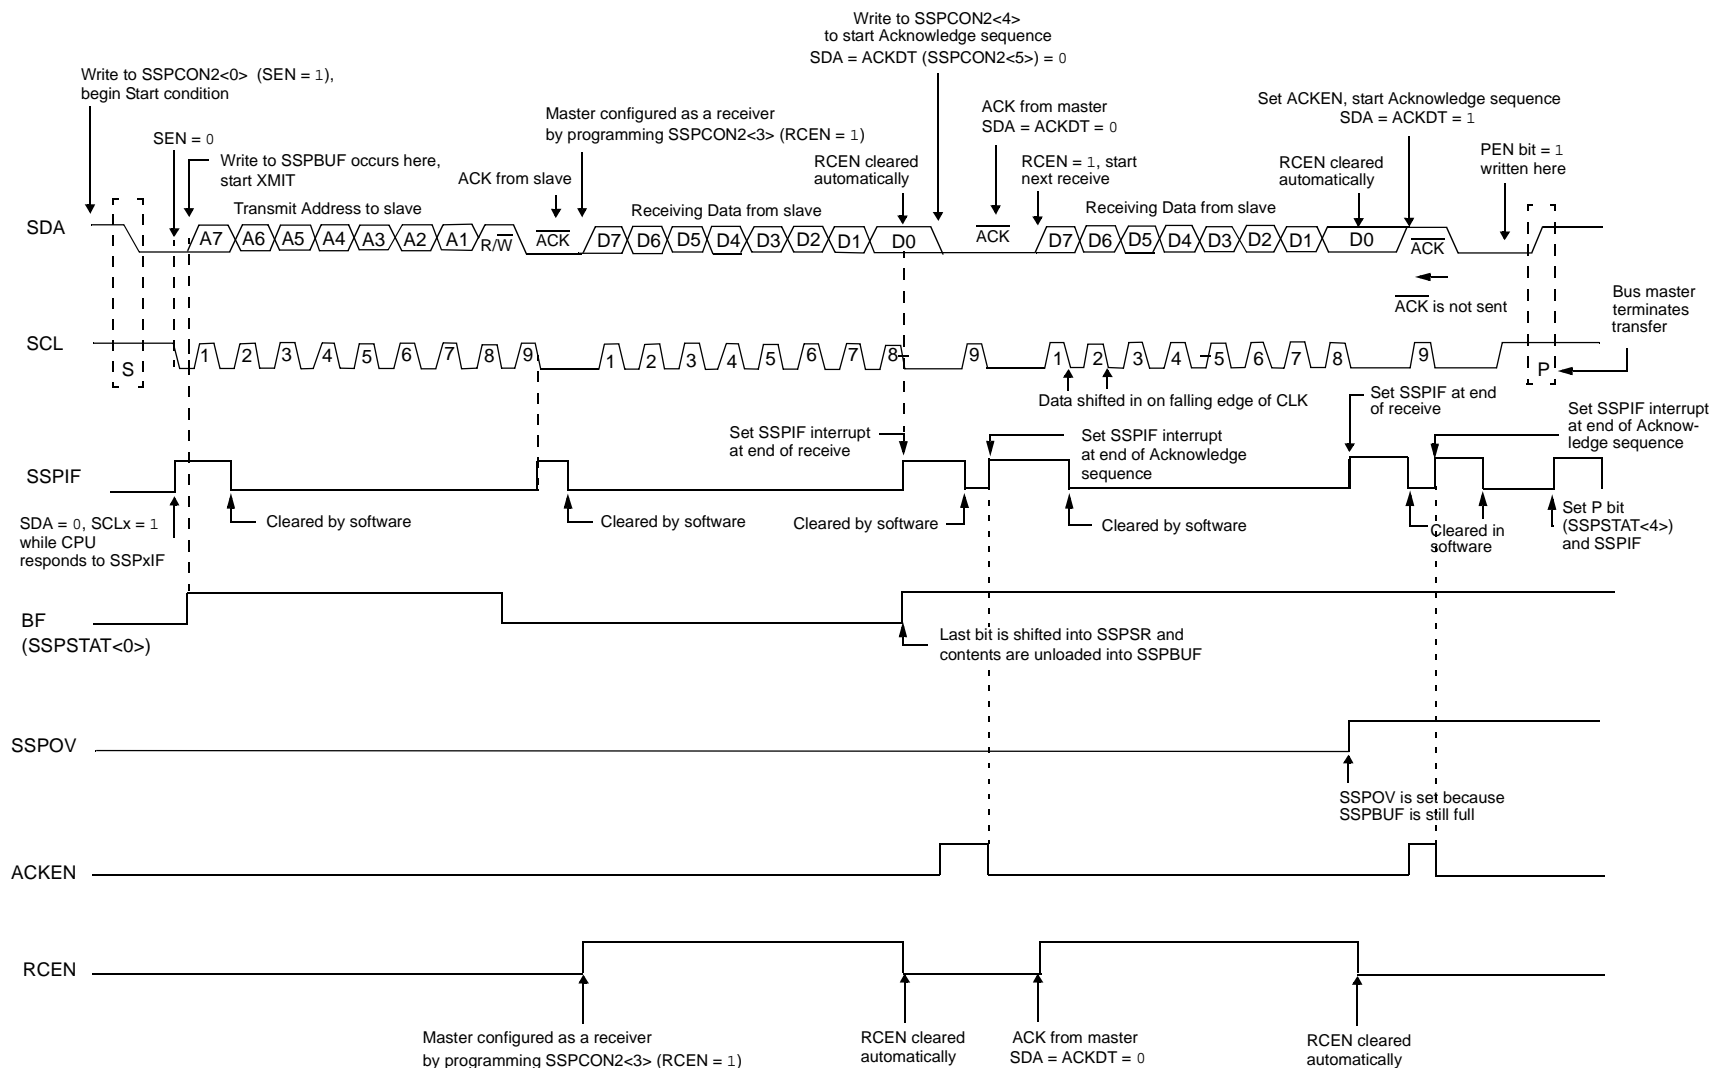 Write to SSPCON2<4>
to start Acknowledge sequence
SDA = ACKDT (SSPCON2<5>) = 0
Write to SSPCON2<0> (SEN = 1),
begin Start condition
Master configured as a receiver
by programming SSPCON2<3> (RCEN = 1)
ACK from master
SDA = ACKDT = 0
Set ACKEN, start Acknowledge sequence
SDA = ACKDT = 1
SEN = 0
Write to SSPBUF occurs here,
start XMIT
ACK from slave
RCEN cleared
automatically
RCEN = 1, start
next receive
RCEN cleared
automatically
PEN bit = 1
written here
Transmit Address to slave
Receiving Data from slave
Receiving Data from slave
SDA
A7 A6 A5 A4 A3 A2 A1 R/W ACK D7 D6 D5 D4 D3 D2 D1 D0 ACK D7 D6 D5 D4 D3 D2 D1 D0 ACK
ACK is not sent
Bus master
terminates
transfer
SCL
S 1 2 3 4 5 6 7 8 9 1 2 3 4 5 6 7 8 9 1 2 3 4 5 6 7 8 9 P
Data shifted in on falling edge of CLK
Set SSPIF interrupt
at end of receive
Set SSPIF interrupt
at end of Acknowledge
sequence
Set SSPIF at end
of receive
Set SSPIF interrupt
at end of Acknow-
ledge sequence
SSPIF
SDA = 0, SCLx = 1
while CPU
responds to SSPxIF
Cleared by software
Cleared by software
Cleared by software
Cleared by software
Cleared in
software
Set P bit
(SSPSTAT<4>)
and SSPIF
BF
(SSPSTAT<0>)
Last bit is shifted into SSPSR and
contents are unloaded into SSPBUF
SSPOV
SSPOV is set because
SSPBUF is still full
ACKEN
RCEN
Master configured as a receiver
by programming SSPCON2<3> (RCEN = 1)
RCEN cleared
automatically
ACK from master
SDA = ACKDT = 0
RCEN cleared
automatically